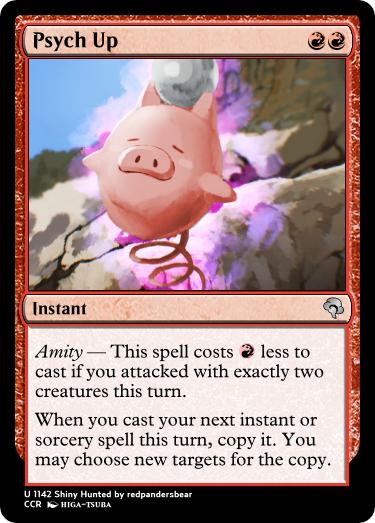 Psych Up
Instant
Amity — This spell costs less to
cast if you attacked with exactly two
creatures this turn.
When you cast your next instant or
sorcery spell this turn, copy it. You
may choose new targets for the copy.
U 1142 Shiny Hunted by redpandersbear
CCR HIGA-TSUBA